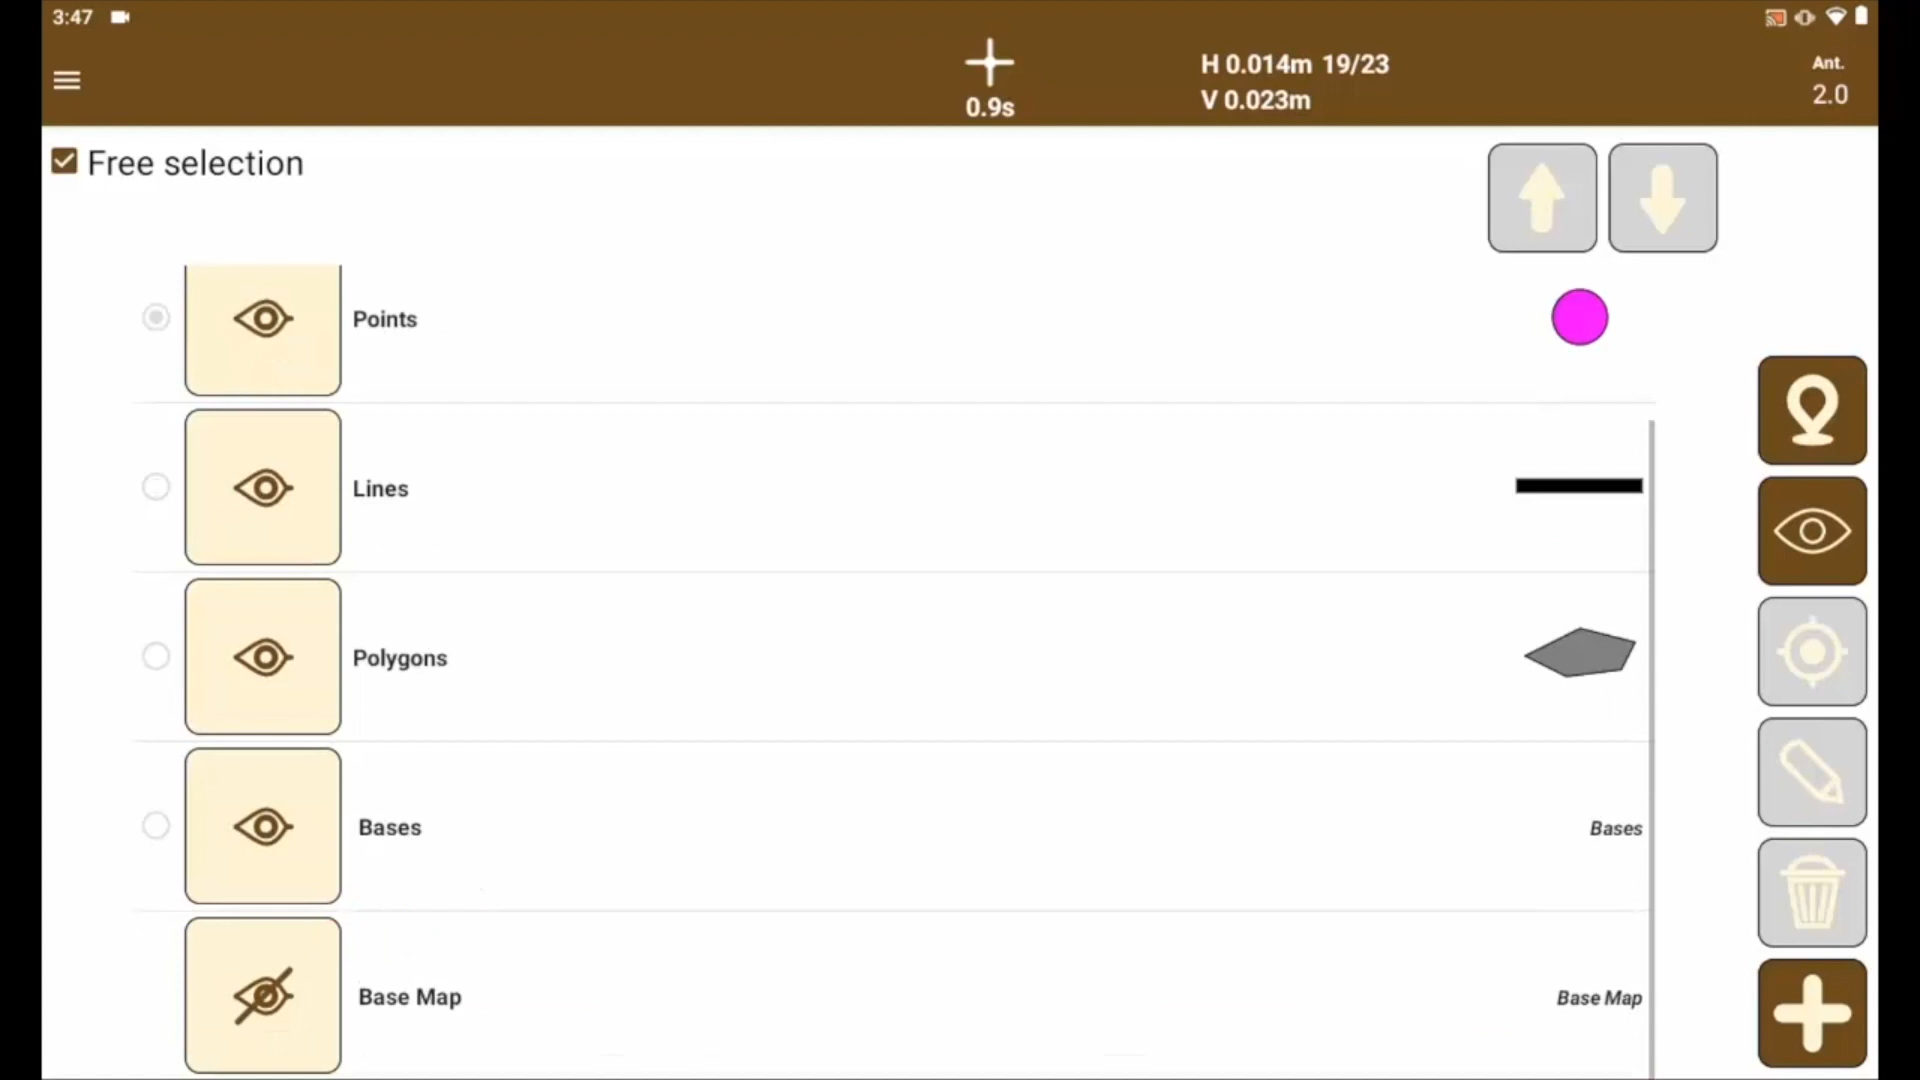 3:47
H 0.014m 19/23
Ant.
0.9s
V 0.023m
2.0
Free selection
Points
Lines
Polygons
Bases
Bases
Base Map
Base Map